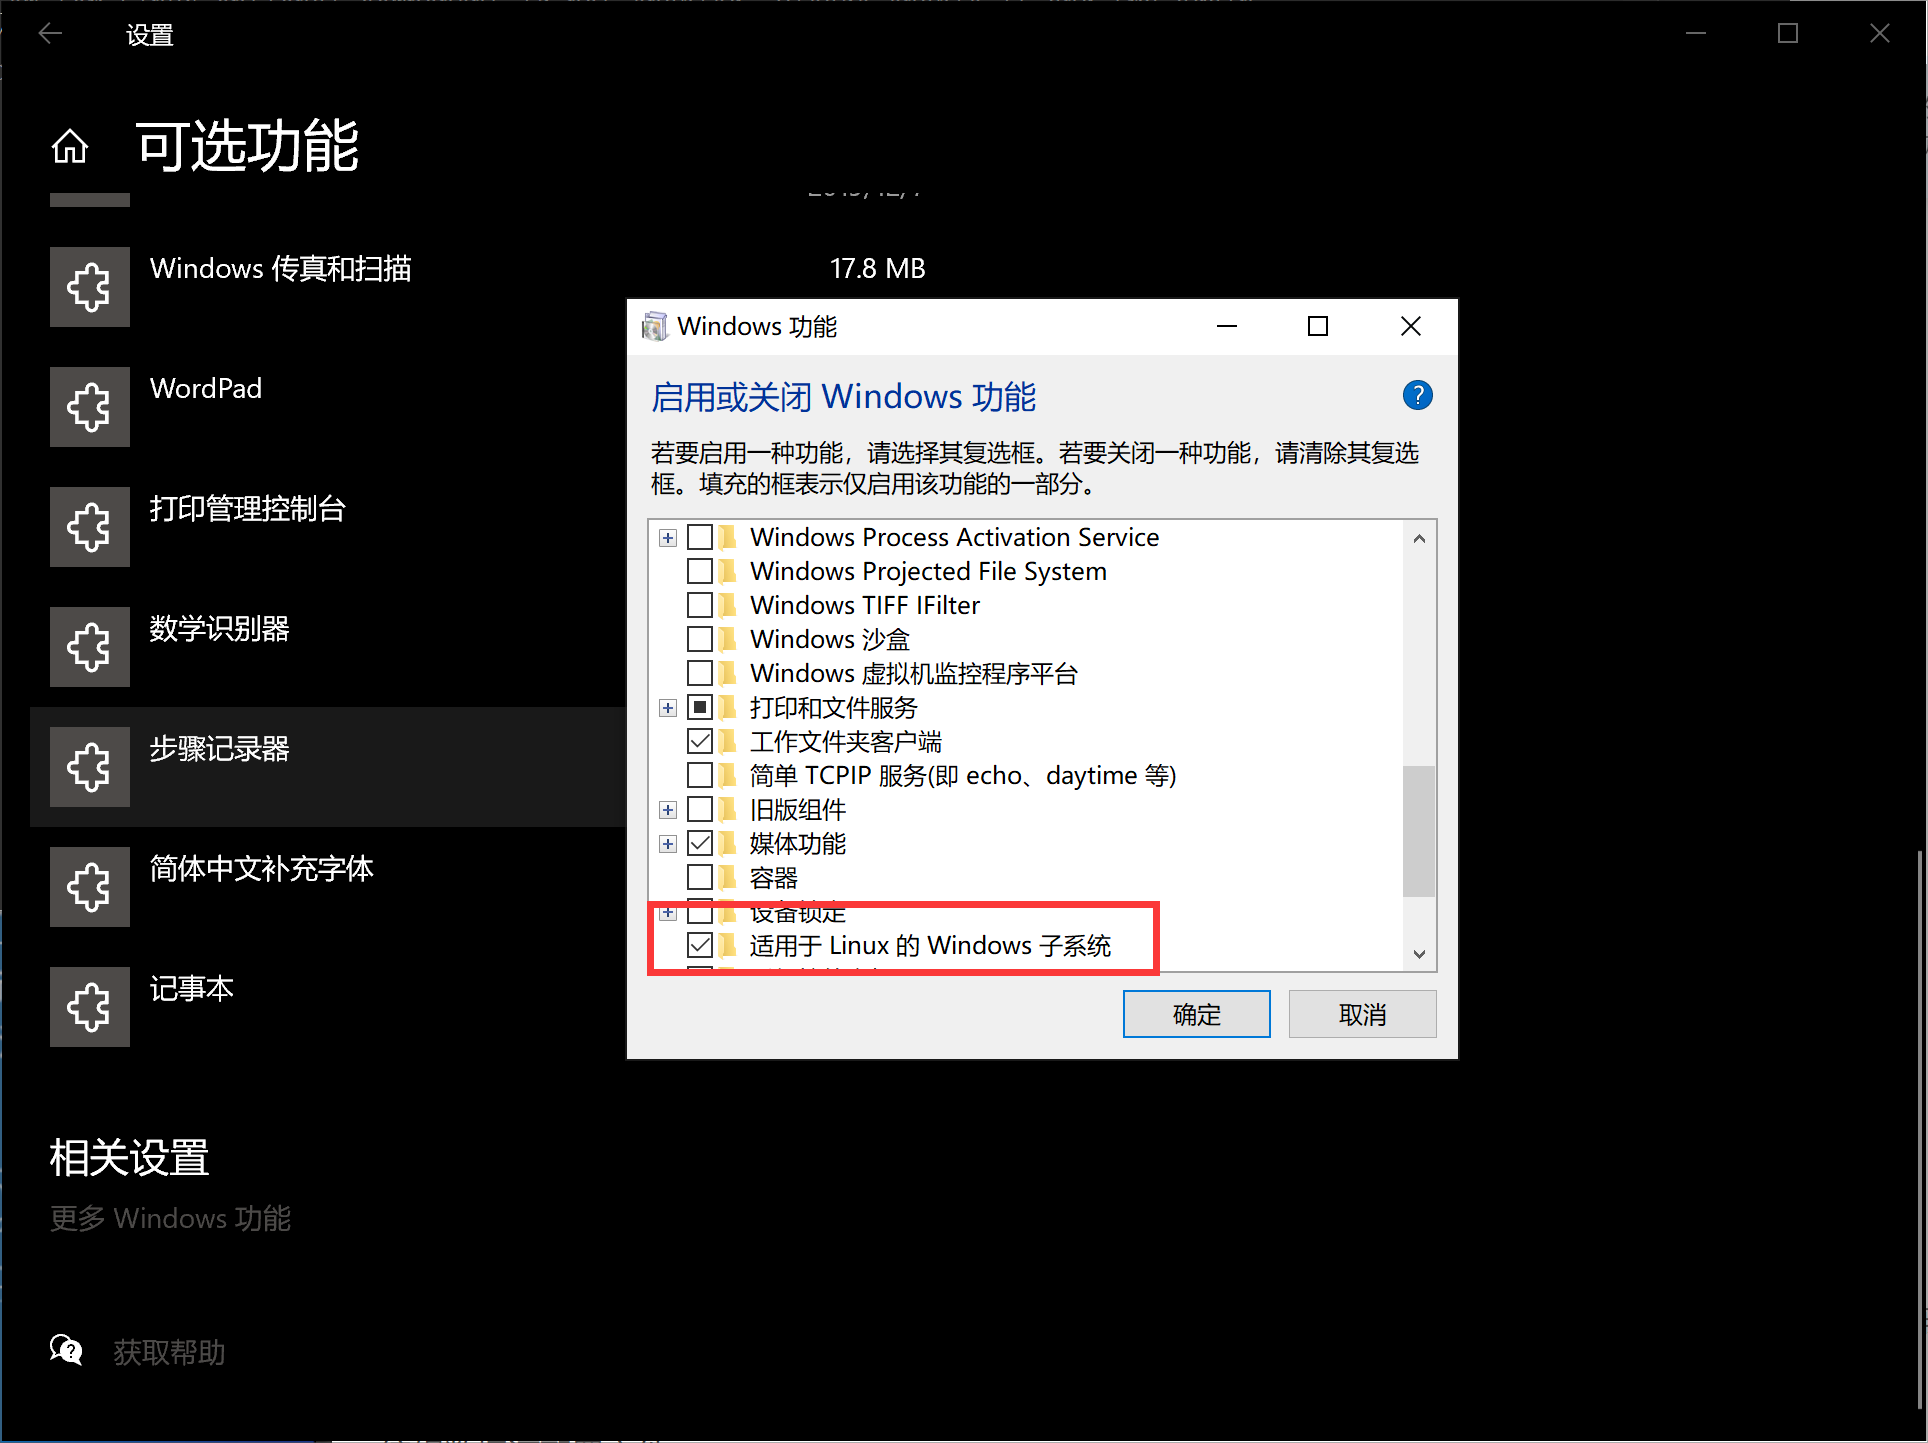 设置
可选功能
Windows 传真和扫描
17.8 MB
WordPad
打印管理控制台
数学识别器
步骤记录器
简体中文补充字体
记事本
相关设置
更多 Windows 功能
获取帮助
Windows 功能
启用或关闭 Windows 功能
?
若要启用一种功能，请选择其复选框。若要关闭一种功能，请清除其复选
框。填充的框表示仅启用该功能的一部分。
Windows Process Activation Service
Windows Projected File System
Windows TIFF IFilter
Windows 沙盒
Windows 虚拟机监控程序平台
打印和文件服务
工作文件夹客户端
简单 TCPIP 服务(即 echo、daytime 等)
旧版组件
媒体功能
容器
设备锁定
适用于 Linux 的 Windows 子系统
确定
取消